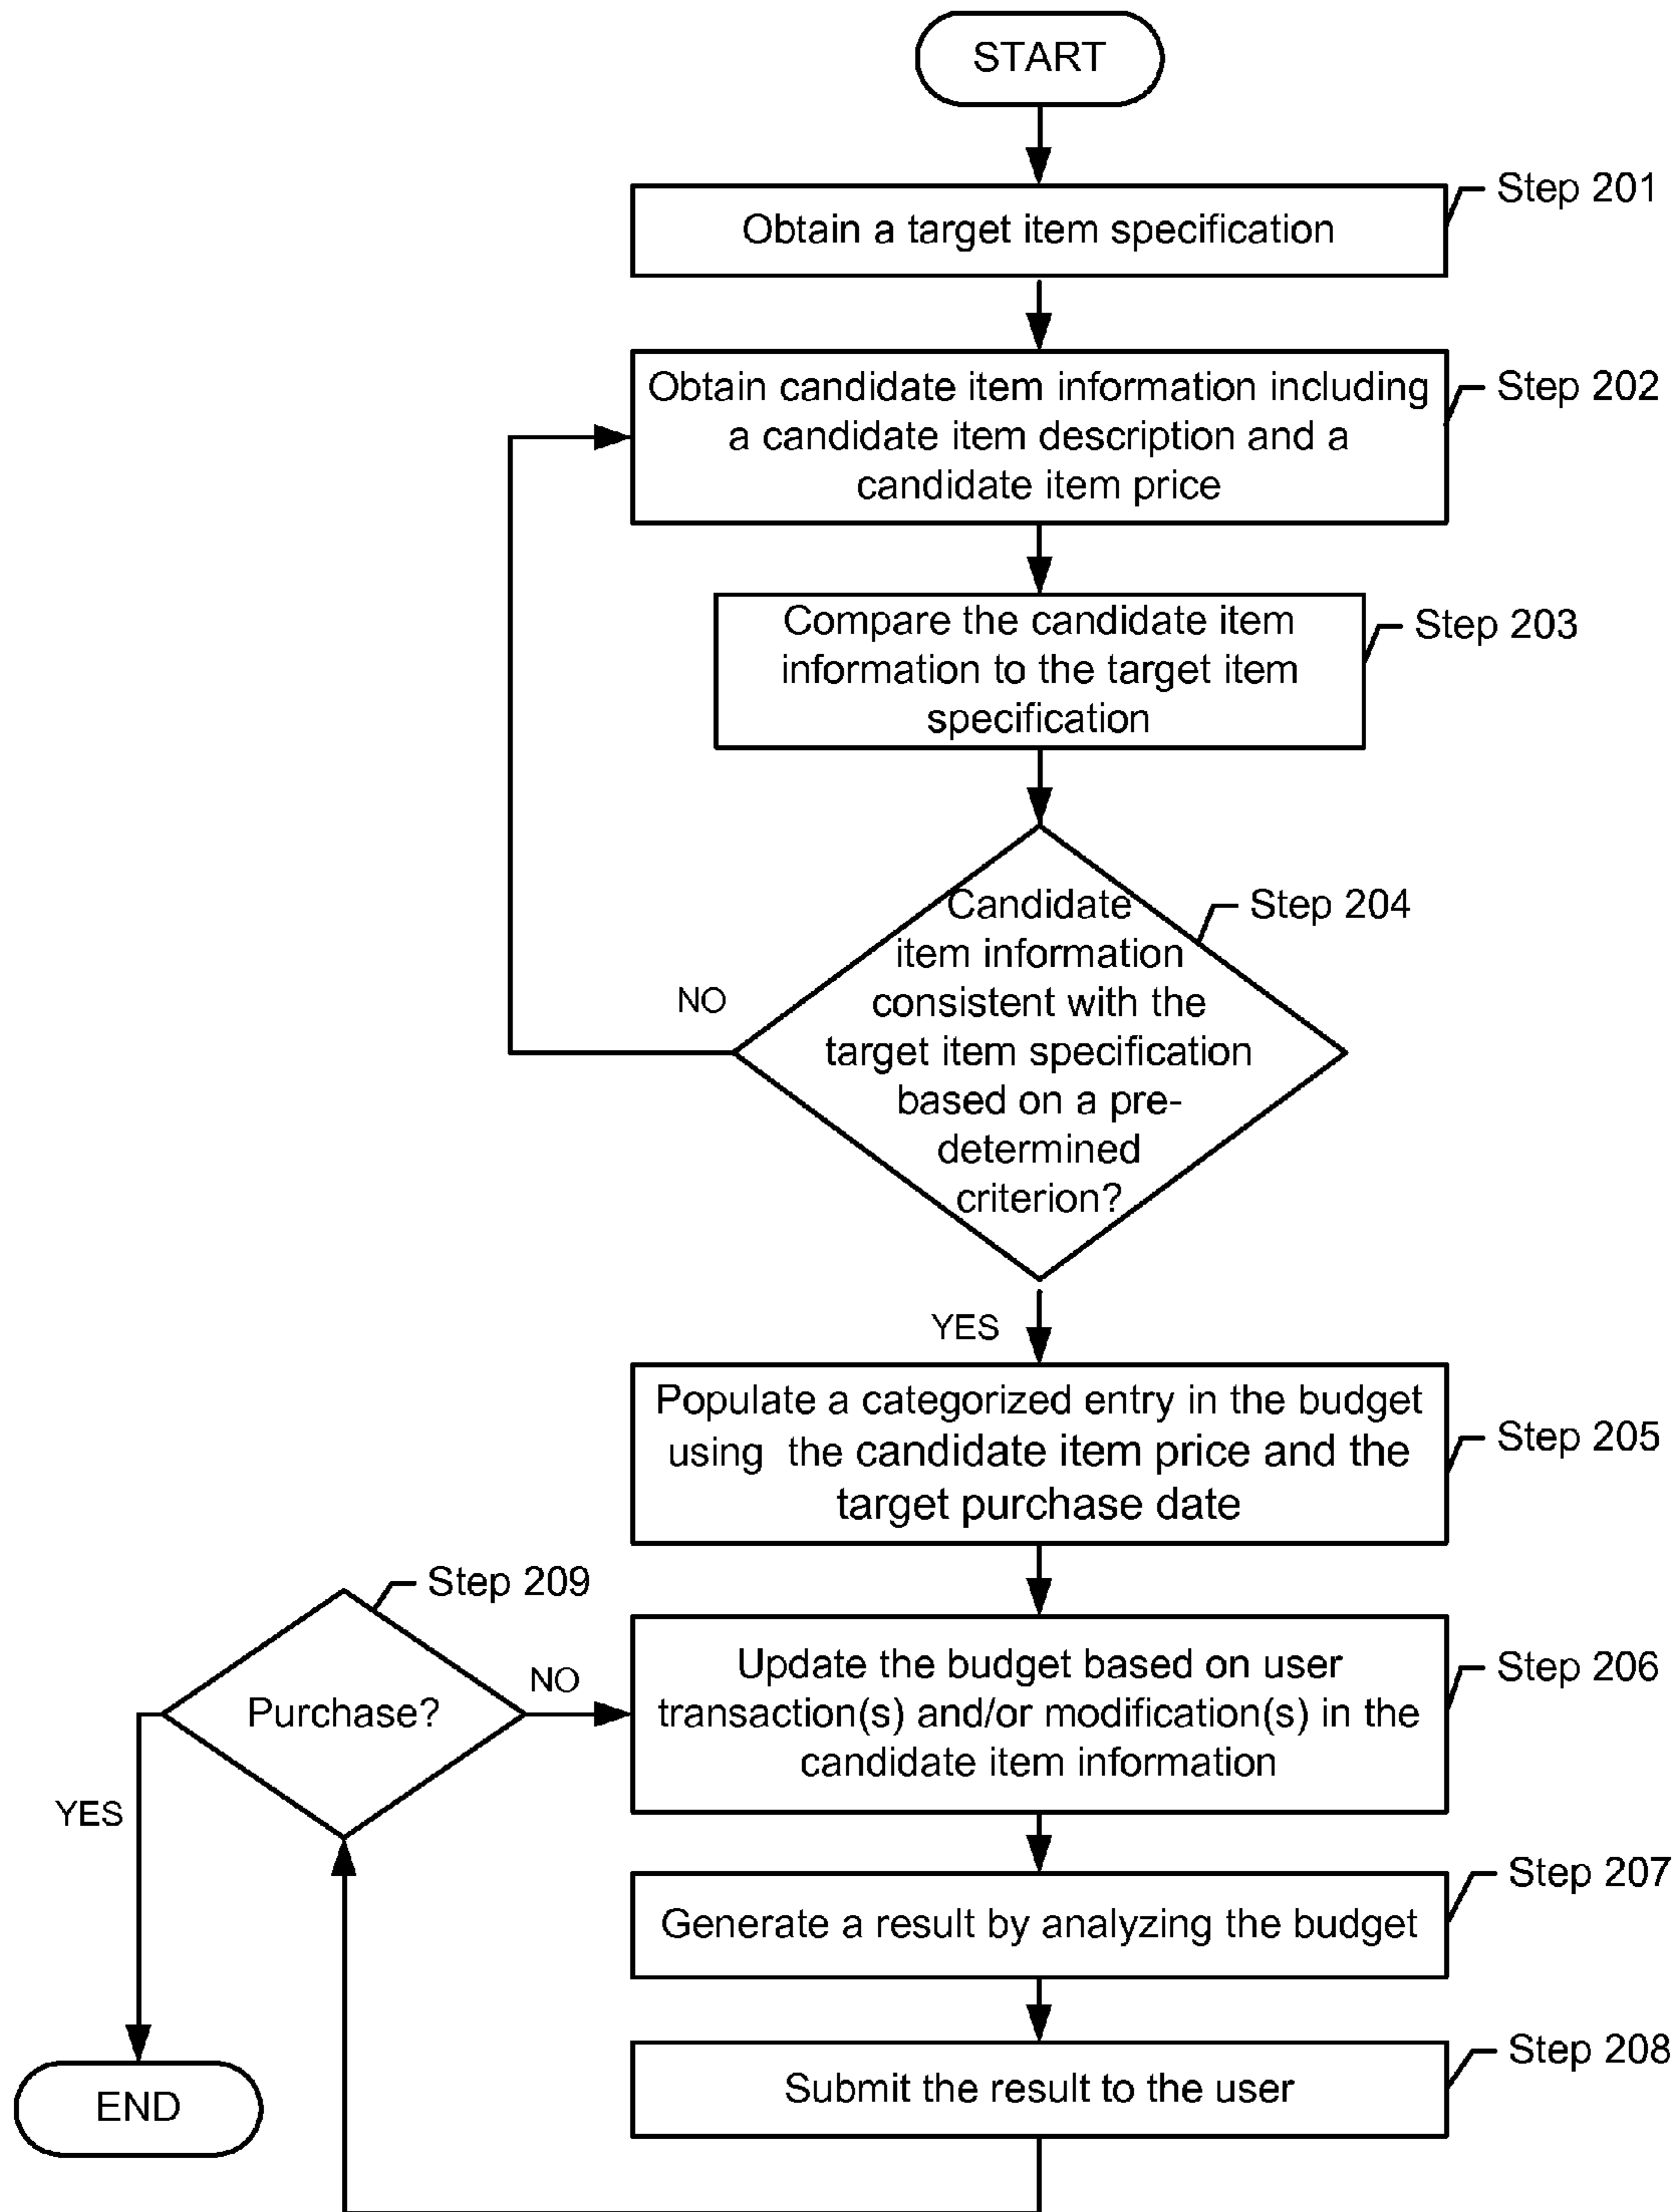 START
Step 201
Obtain a target item specification
Step 202
Obtain candidate item information including
a candidate item description and a
candidate item price
Step 203
Compare the candidate item
information to the target item
specification
Step 204
Candidate
item information
consistent with the
target item specification
based on a pre-
determined
criterion?
NO
YES
Step 205
Populate a categorized entry in the budget
using the candidate item price and the
target purchase date
Step 209
Purchase?
NO
YES
Step 206
Update the budget based on user
transaction(s) and/or modification(s) in the
candidate item information
Step 207
Generate a result by analyzing the budget
Step 208
Submit the result to the user
END